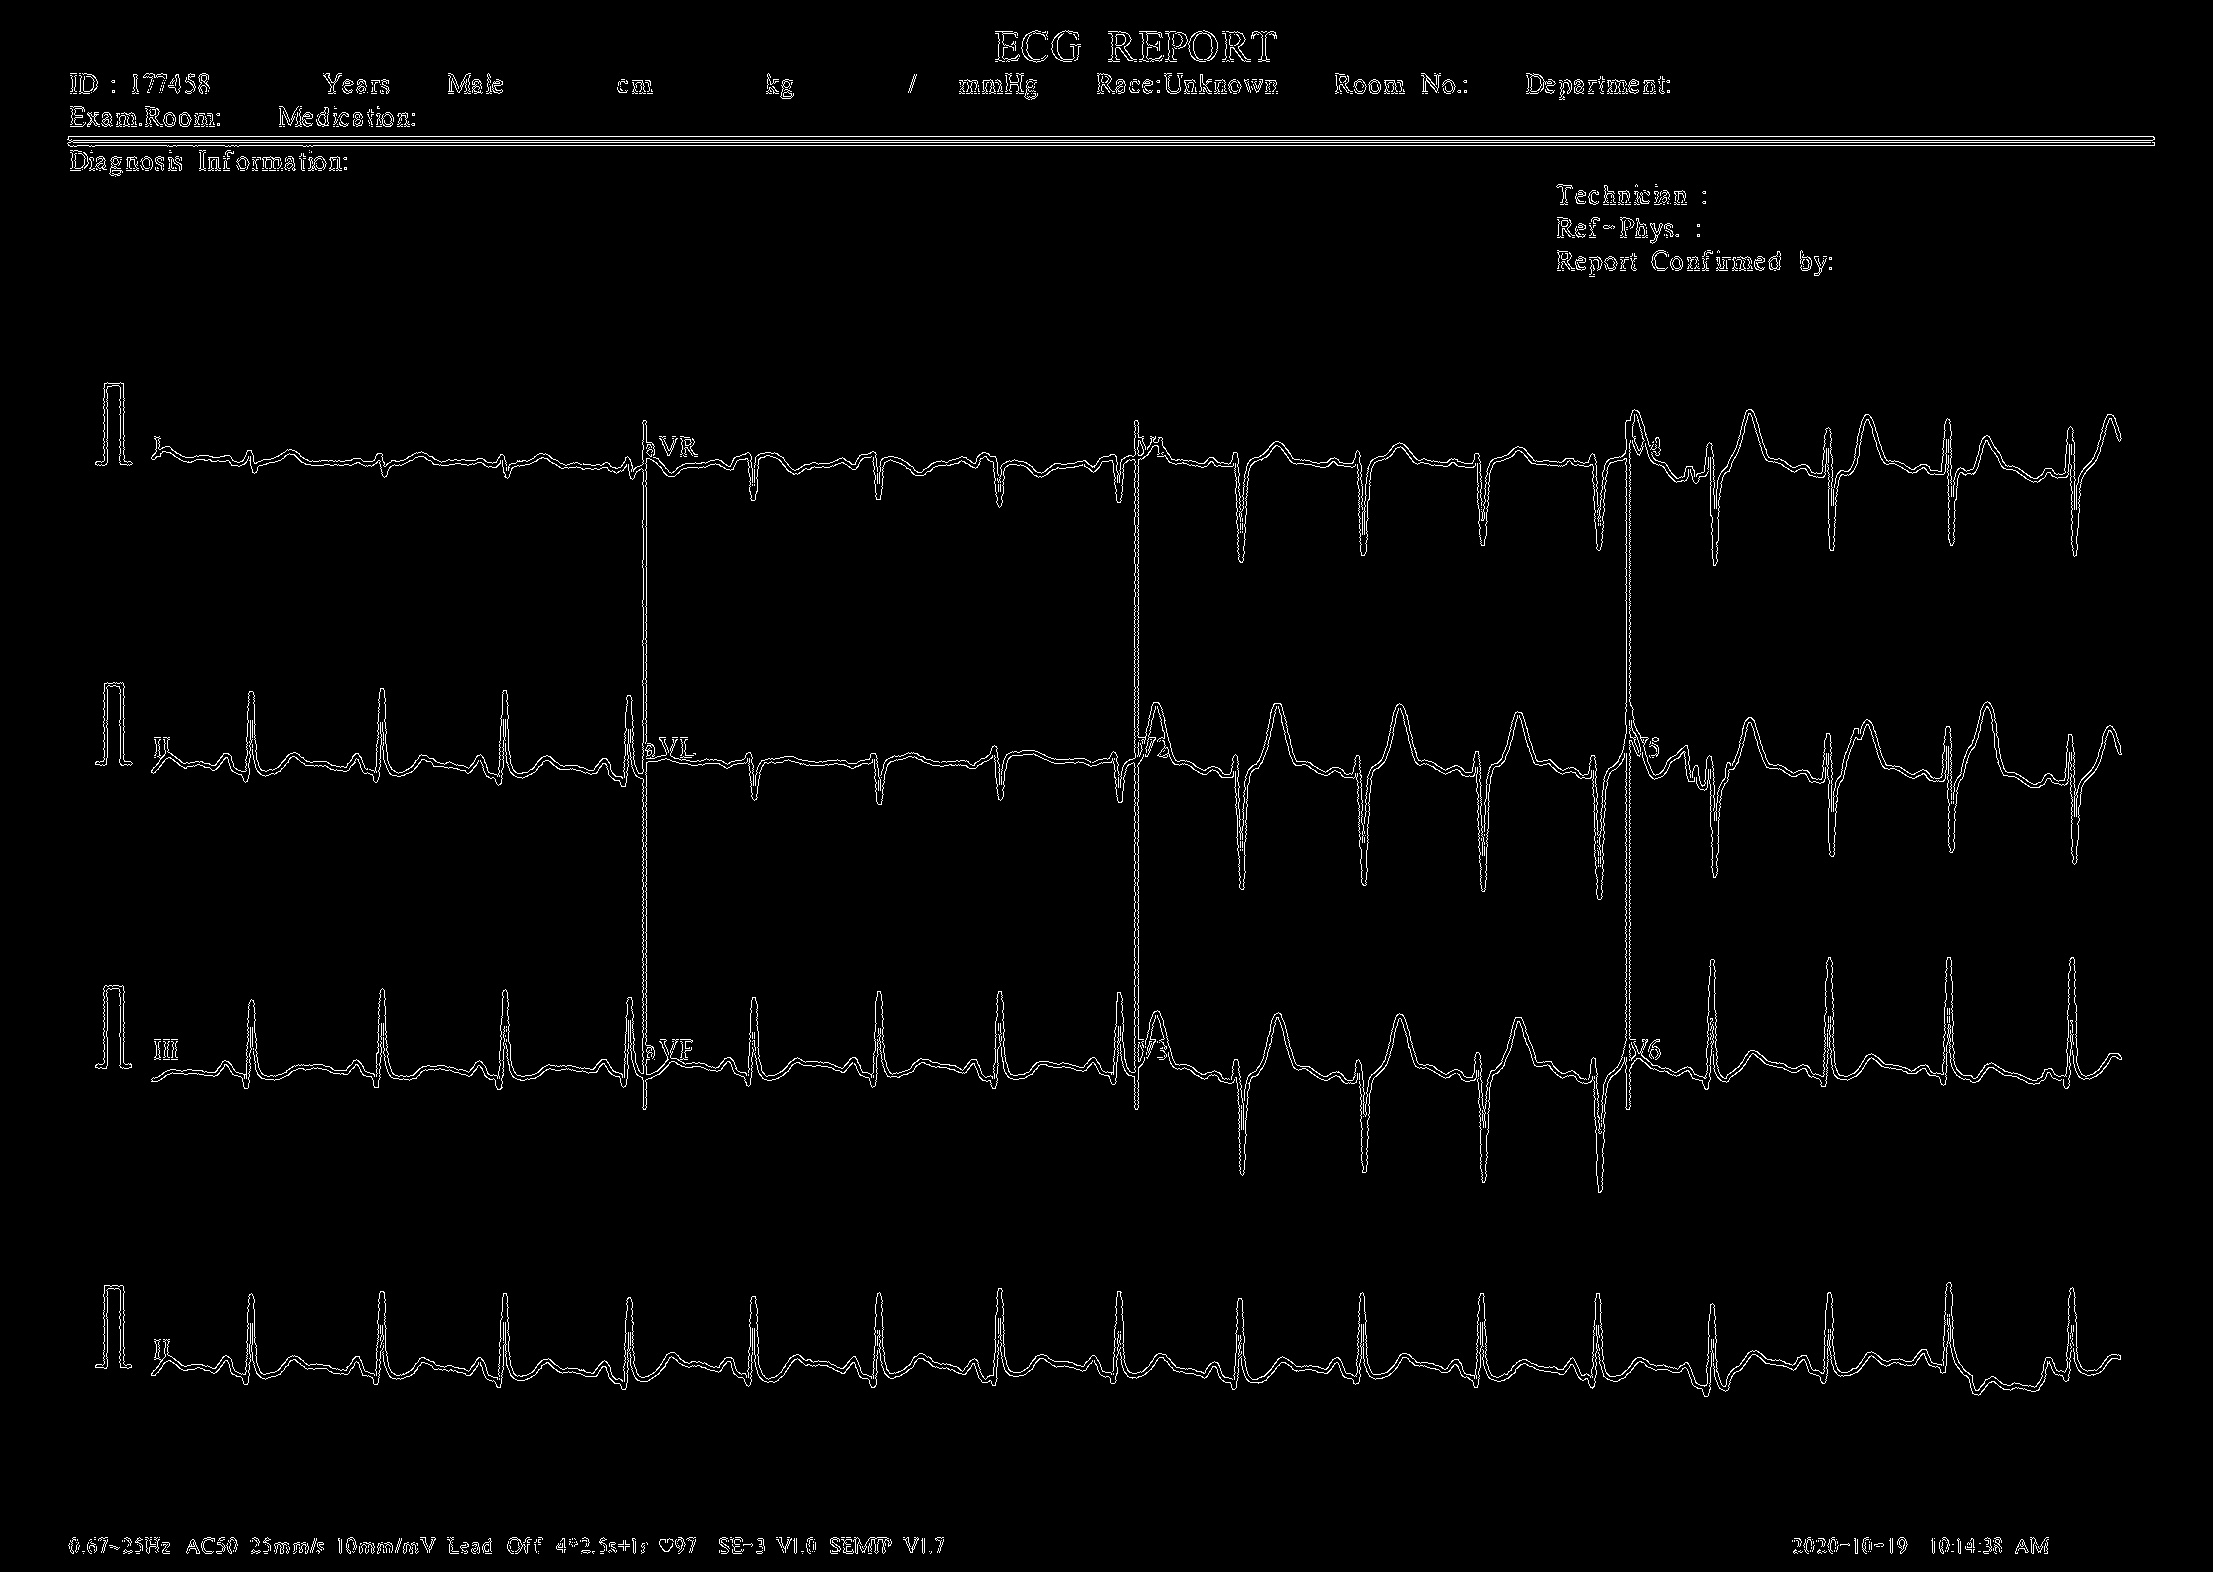 ECG REPORT
ID : 177458 Years Male cm kg / mmHg Race:Unknown Room No.: Department:
Exam.Room: Medication:
Diagnosis Information:
Technician :
Ref-Phys. :
Report Confirmed by:
I aVR V1 V4
II aVL V2 V5
III aVF V3 V6
II
0.67~25Hz AC50 25mm/s 10mm/mV Lead Off 4*2.5s+1r ♡97 SE-3 V1.0 SEMIP V1.7
2020-10-19 10:14:38 AM